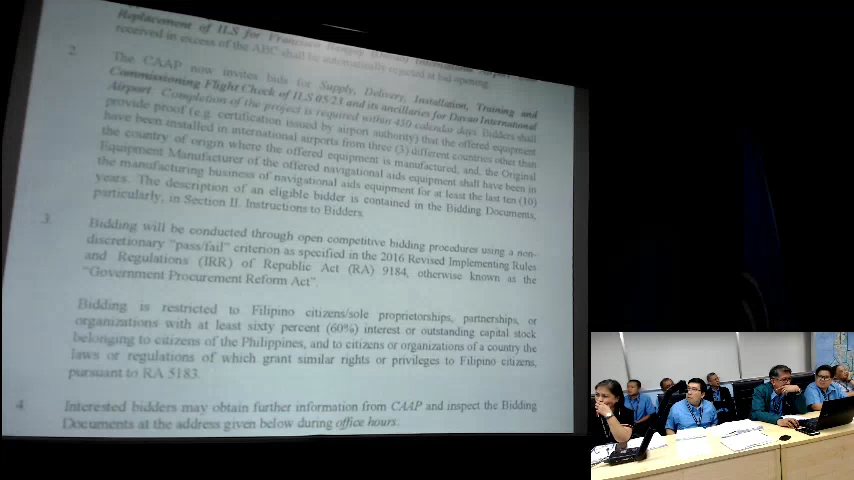 Replacement of ILS for Francisco Bangoy (Davao) International Airport
received in excess of the ABC shall be automatically rejected at bid opening.
2. The CAAP now invites bids for Supply, Delivery, Installation, Training and
Commissioning Flight Check of ILS 05/23 and its ancillaries for Davao International
Airport. Completion of the project is required within 450 calendar days. Bidders shall
provide proof (e.g. certification issued by airport authority) that the offered equipment
have been installed in international airports from three (3) different countries other than
the country of origin where the offered equipment is manufactured, and, the Original
Equipment Manufacturer of the offered navigational aids equipment shall have been in
the manufacturing business of navigational aids equipment for at least the last ten (10)
years. The description of an eligible bidder is contained in the Bidding Documents,
particularly, in Section II. Instructions to Bidders.
3. Bidding will be conducted through open competitive bidding procedures using a non-
discretionary "pass/fail" criterion as specified in the 2016 Revised Implementing Rules
and Regulations (IRR) of Republic Act (RA) 9184, otherwise known as the
"Government Procurement Reform Act".
Bidding is restricted to Filipino citizens/sole proprietorships, partnerships, or
organizations with at least sixty percent (60%) interest or outstanding capital stock
belonging to citizens of the Philippines, and to citizens or organizations of a country the
laws or regulations of which grant similar rights or privileges to Filipino citizens,
pursuant to RA 5183.
4. Interested bidders may obtain further information from CAAP and inspect the Bidding
Documents at the address given below during office hours.